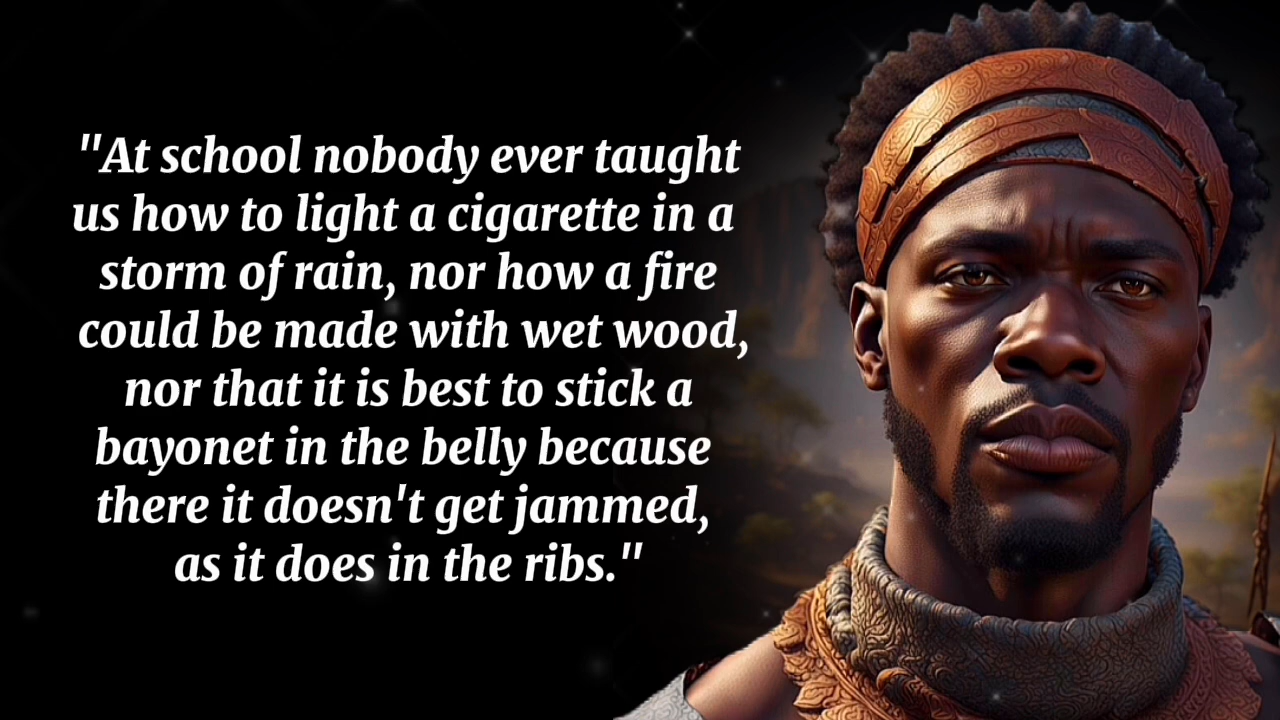 "At school nobody ever taught
us how to light a cigarette in a
storm of rain, nor how a fire
could be made with wet wood,
nor that it is best to stick a
bayonet in the belly because
there it doesn't get jammed,
as it does in the ribs."